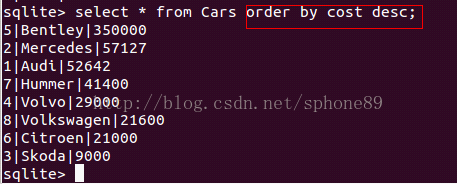 sqlite> select * from Cars order by cost desc;
5|Bentley|350000
2|Mercedes|57127
1|Audi|52642
7|Hummer|41400
4|Volvo|29000
8|Volkswagen|21600
6|Citroen|21000
3|Skoda|9000
sqlite>
http://blog.csdn.net/sphone89